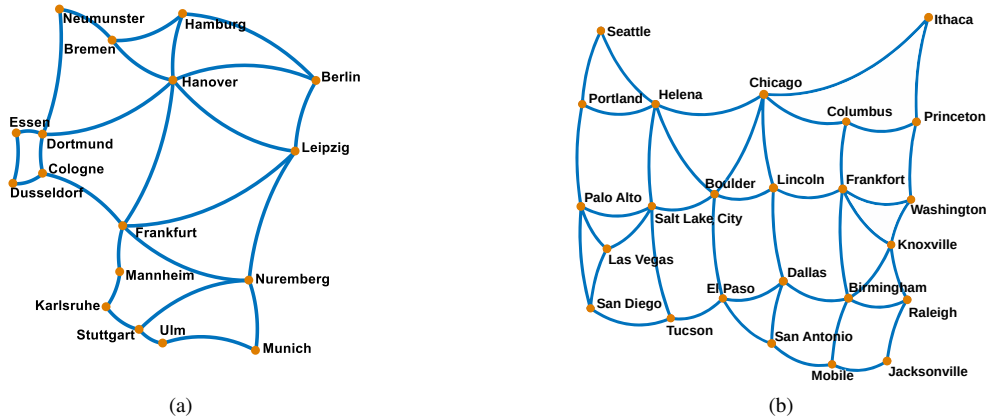 Neumunster
Hamburg
Bremen
Hanover
Berlin
Essen
Dortmund
Leipzig
Cologne
Dusseldorf
Frankfurt
Mannheim
Nuremberg
Karlsruhe
Stuttgart
Ulm
Munich
(a)
Ithaca
Seattle
Chicago
Portland
Helena
Columbus
Princeton
Boulder
Lincoln
Frankfort
Palo Alto
Salt Lake City
Washington
Las Vegas
Knoxville
Dallas
El Paso
Birmingham
San Diego
Raleigh
Tucson
San Antonio
Mobile
Jacksonville
(b)